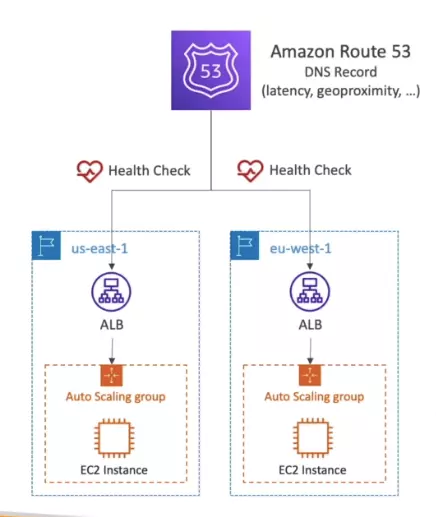 53
Amazon Route 53
DNS Record
(latency, geoproximity, ...)
Health Check
Health Check
us-east-1
eu-west-1
ALB
ALB
Auto Scaling group
Auto Scaling group
EC2 Instance
EC2 Instance